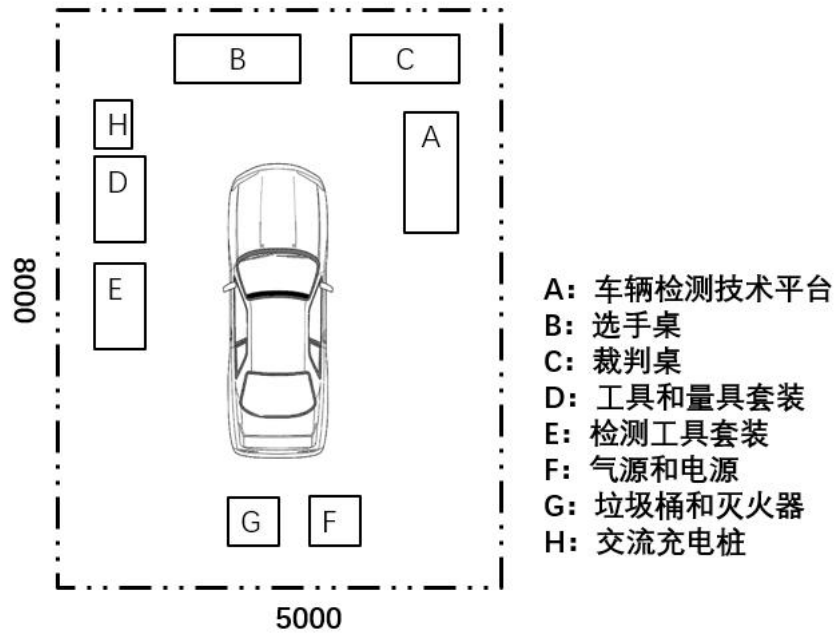 B
C
H
A
D
E
8000
G
F
5000
A：车辆检测技术平台
B：选手桌
C：裁判桌
D：工具和量具套装
E：检测工具套装
F：气源和电源
G：垃圾桶和灭火器
H：交流充电桩